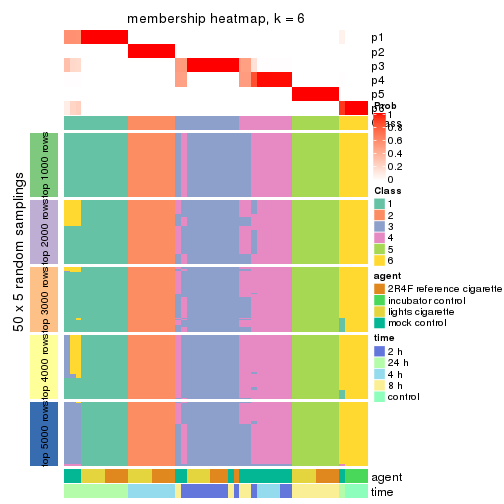 membership heatmap, k = 6
p1
p2
p3
p4
p5
p6
Prob
1
0.8
0.6
0.4
0.2
0
Class
Class
1
2
3
4
5
6
agent
2R4F reference cigarette
incubator control
lights cigarette
mock control
time
2 h
24 h
4 h
8 h
control
50 x 5 random samplings
top 1000 rows
top 2000 rows
top 3000 rows
top 4000 rows
top 5000 rows
agent
time